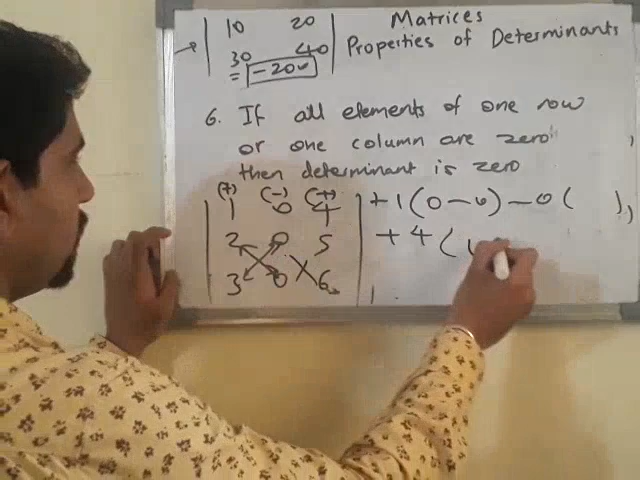 Matrices
Properties of Determinants
→ | 10 20 |
| 30 40 |
= -200
6. If all elements of one row
or one column are zero
then determinant is zero
(+) (-) (+)
| 1 0 4 | +1(0-0)-0( )
| 2 0 5 | +4(
| 3 0 6 |